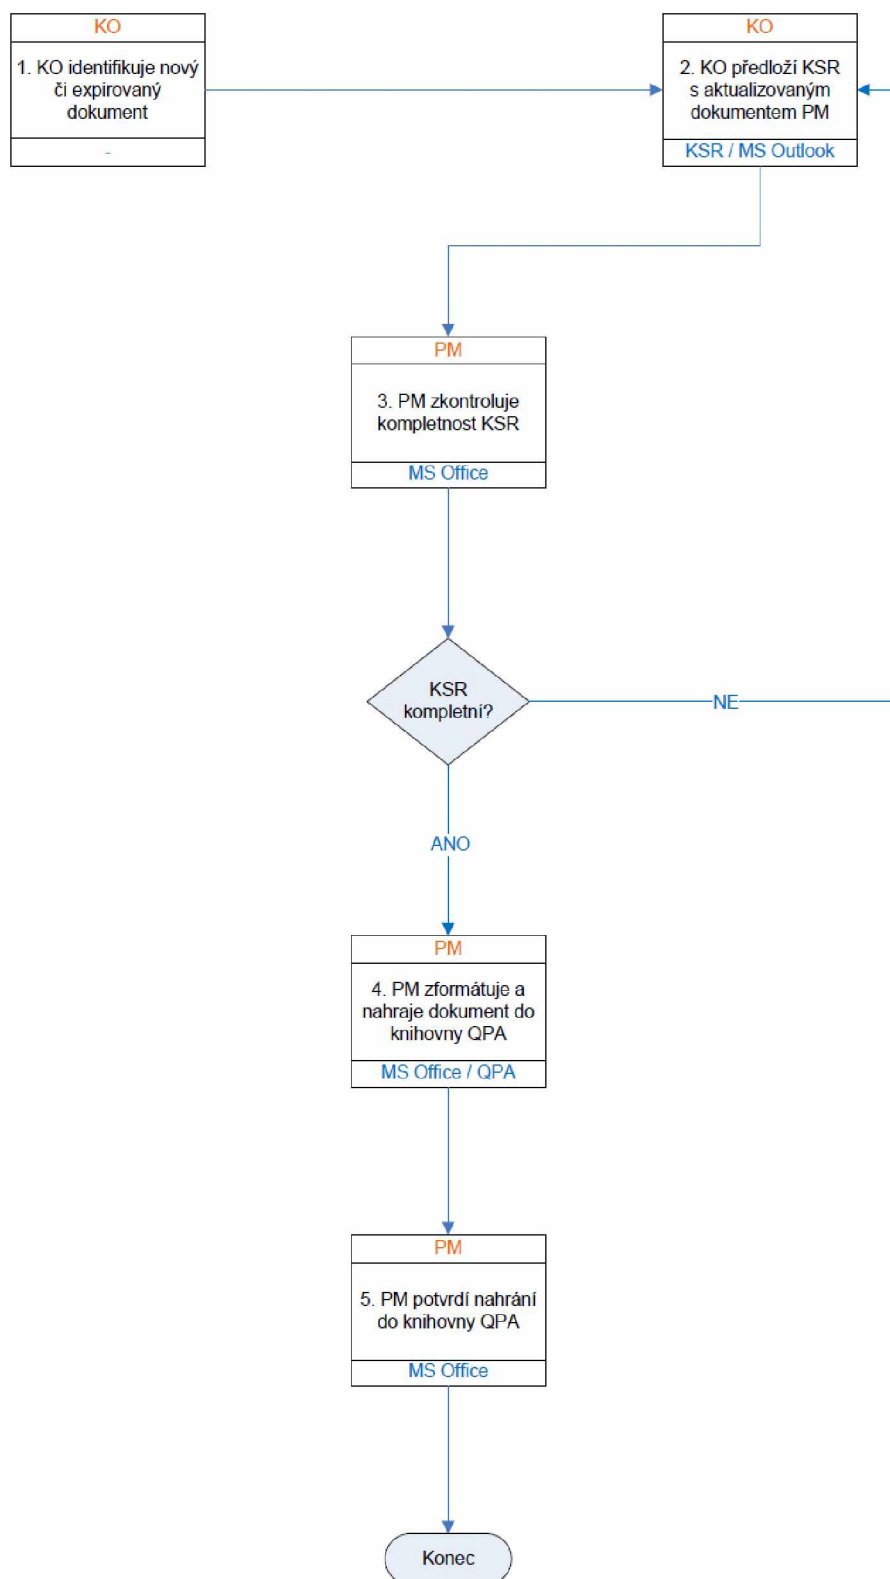 KO
1. KO identifikuje nový
či expirovaný
dokument
-
KO
2. KO předloží KSR
s aktualizovaným
dokumentem PM
KSR / MS Outlook
PM
3. PM zkontroluje
kompletnost KSR
MS Office
KSR
kompletní?
NE
ANO
PM
4. PM zformátuje a
nahraje dokument do
knihovny QPA
MS Office / QPA
PM
5. PM potvrdí nahrání
do knihovny QPA
MS Office
Konec